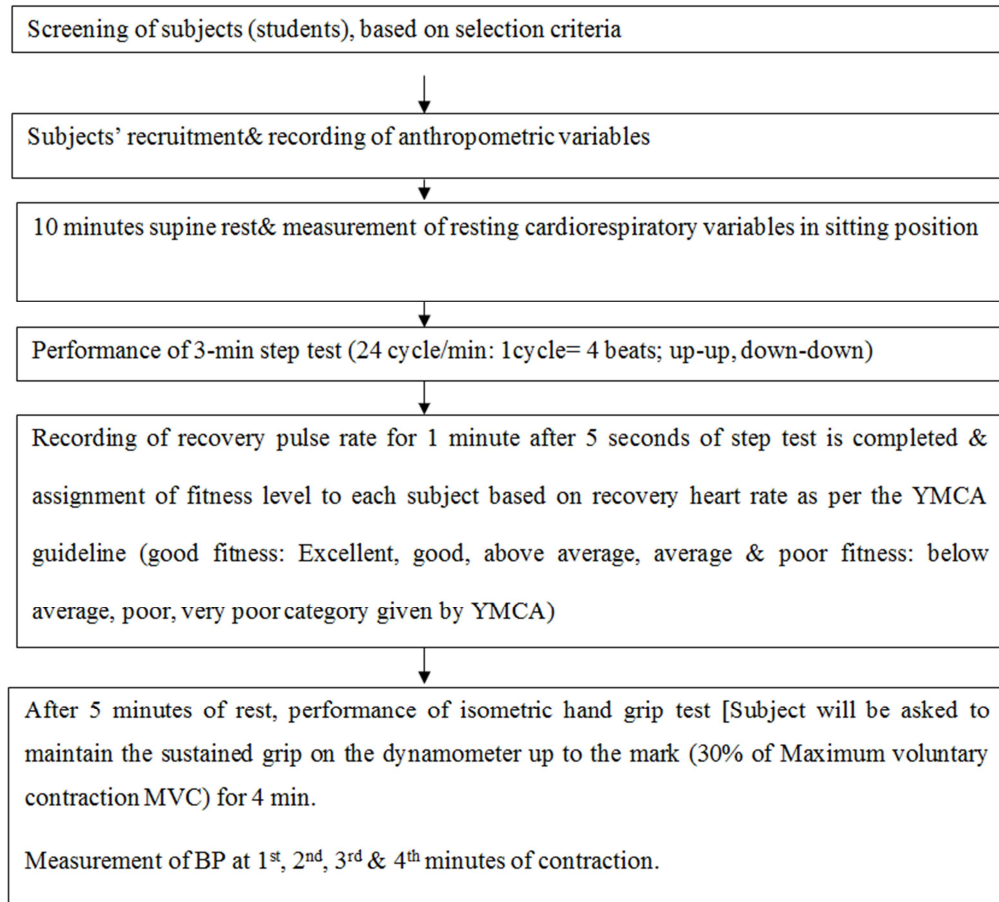 Screening of subjects (students), based on selection criteria
Subjects’ recruitment& recording of anthropometric variables
10 minutes supine rest& measurement of resting cardiorespiratory variables in sitting position
Performance of 3-min step test (24 cycle/min: 1cycle= 4 beats; up-up, down-down)
Recording of recovery pulse rate for 1 minute after 5 seconds of step test is completed &
assignment of fitness level to each subject based on recovery heart rate as per the YMCA
guideline (good fitness: Excellent, good, above average, average & poor fitness: below
average, poor, very poor category given by YMCA)
After 5 minutes of rest, performance of isometric hand grip test [Subject will be asked to
maintain the sustained grip on the dynamometer up to the mark (30% of Maximum voluntary
contraction MVC) for 4 min.
Measurement of BP at 1st, 2nd, 3rd & 4th minutes of contraction.